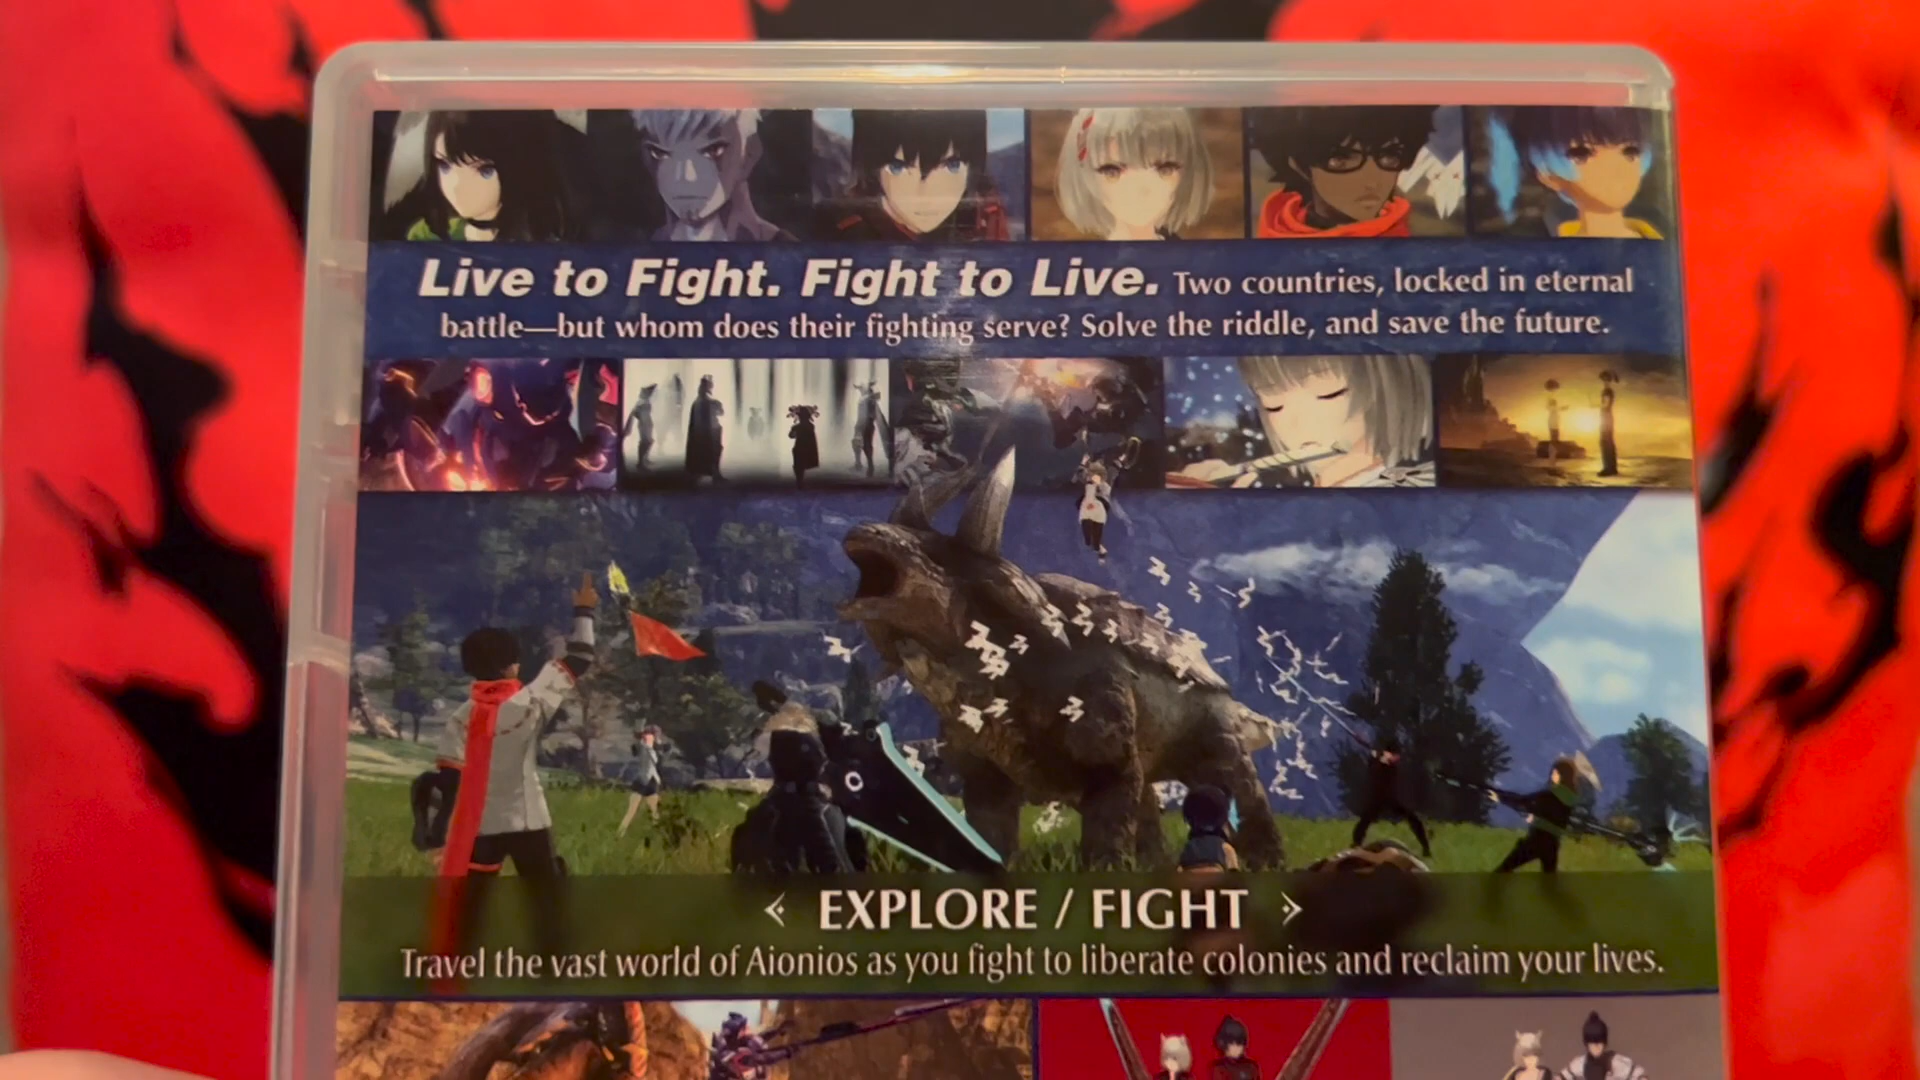 Live to Fight. Fight to Live. Two countries, locked in eternal
battle—but whom does their fighting serve? Solve the riddle, and save the future.
< EXPLORE / FIGHT >
Travel the vast world of Aionios as you fight to liberate colonies and reclaim your lives.